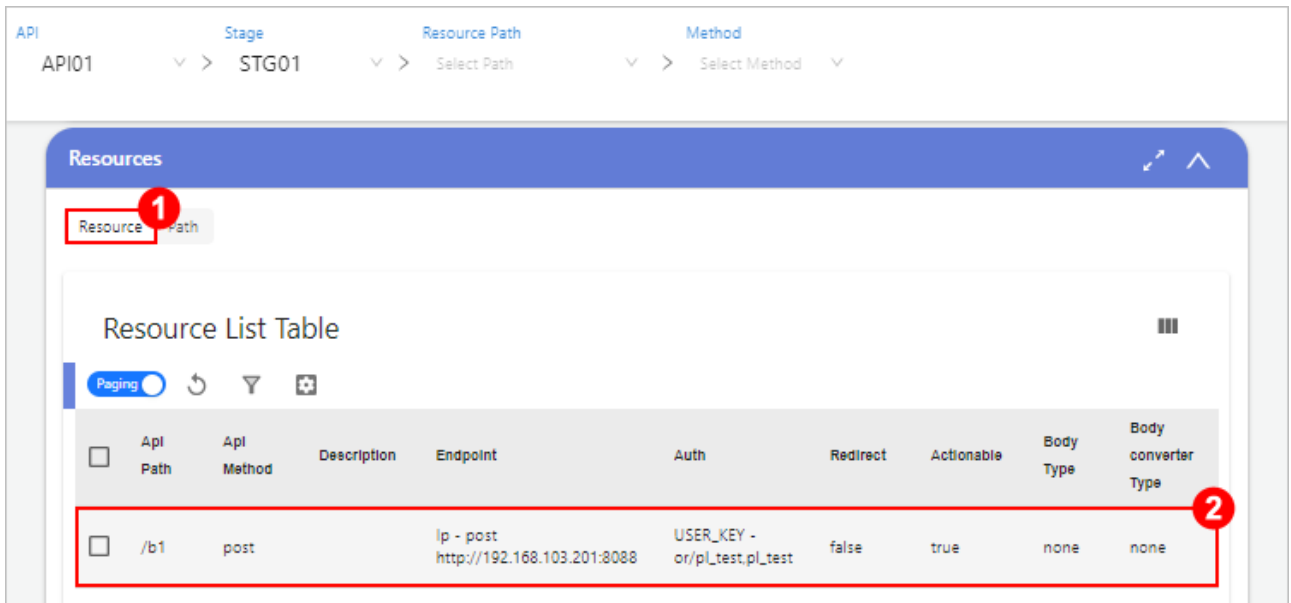 API Stage Resource Path Method
API01 > STG01 > Select Path > Select Method
Resources
1
Resource Path
Resource List Table
Paging
Api Path Api Method Description Endpoint Auth Redirect Actionable Body Type Body converter Type
2
/b1 post Ip - post http://192.168.103.201:8088 USER_KEY - or/pl_test,pl_test false true none none